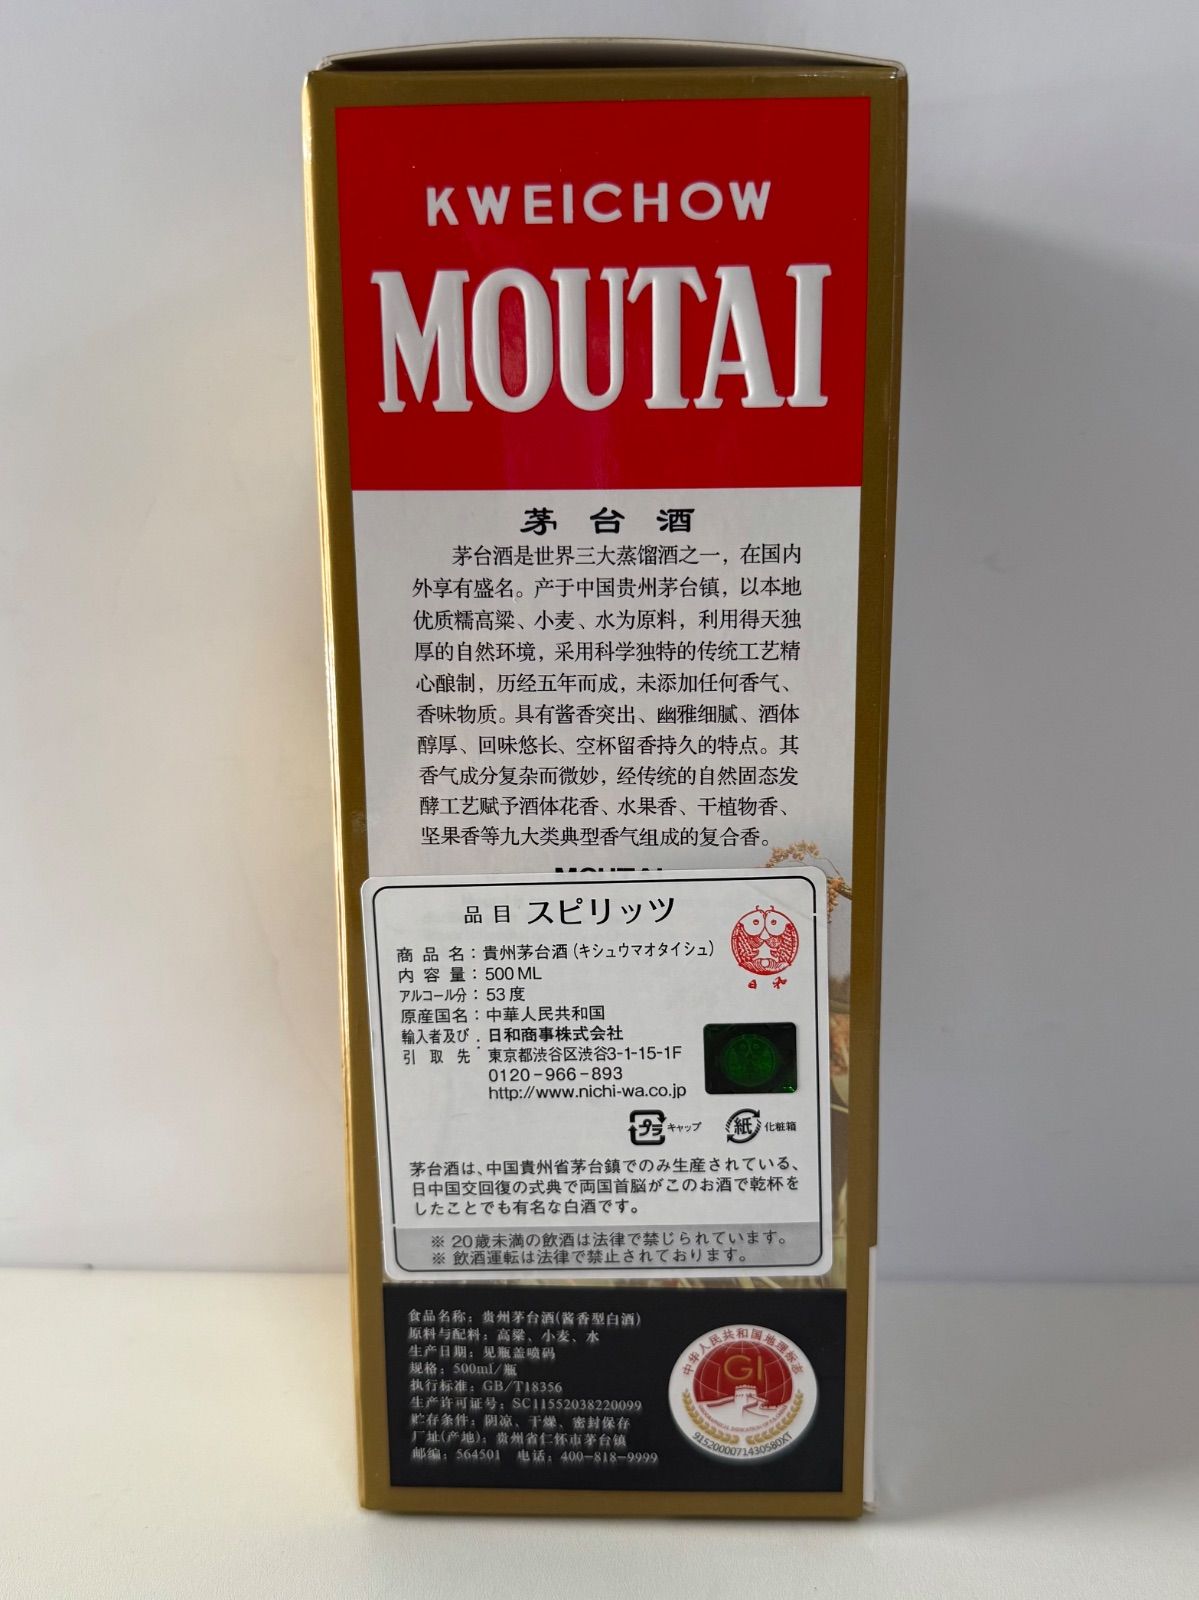 KWEICHOW
MOUTAI
茅台酒
茅台酒是世界三大蒸馏酒之一，在国内
外享有盛名。产于中国贵州茅台镇，以本地
优质糯高粱、小麦、水为原料，利用得天独
厚的自然环境，采用科学独特的传统工艺精
心酿制，历经五年而成，未添加任何香气、
香味物质。具有酱香突出、幽雅细腻、酒体
醇厚、回味悠长、空杯留香持久的特点。其
香气成分复杂而微妙，经传统的自然固态发
酵工艺赋予酒体花香、水果香、干植物香、
坚果香等九大类典型香气组成的复合香。
品目 スピリッツ
商品名：貴州茅台酒（キシュウマオタイシュ）
内容量：500ML
アルコール分：53度
原産国名：中華人民共和国
輸入者及び：日和商事株式会社
引取先 東京都渋谷区渋谷3-1-15-1F
0120-966-893
http://www.nichi-wa.co.jp
日和
プラ キャップ 紙 化粧箱
茅台酒は、中国貴州省茅台鎮でのみ生産されている、
日中国交回復の式典で両国首脳がこのお酒で乾杯を
したことでも有名な白酒です。
※ 20歳未満の飲酒は法律で禁じられています。
※ 飲酒運転は法律で禁止されております。
食品名称：贵州茅台酒(酱香型白酒)
原料与配料：高粱、小麦、水
生产日期：见瓶盖喷码
规格：500ml/瓶
执行标准：GB/T18356
生产许可证号：SC11552038220099
贮存条件：阴凉、干燥、密封保存
厂址(产地)：贵州省仁怀市茅台镇
邮编：564501 电话：400-818-9999
中华人民共和国地理标志
GI
9152000071430580XT